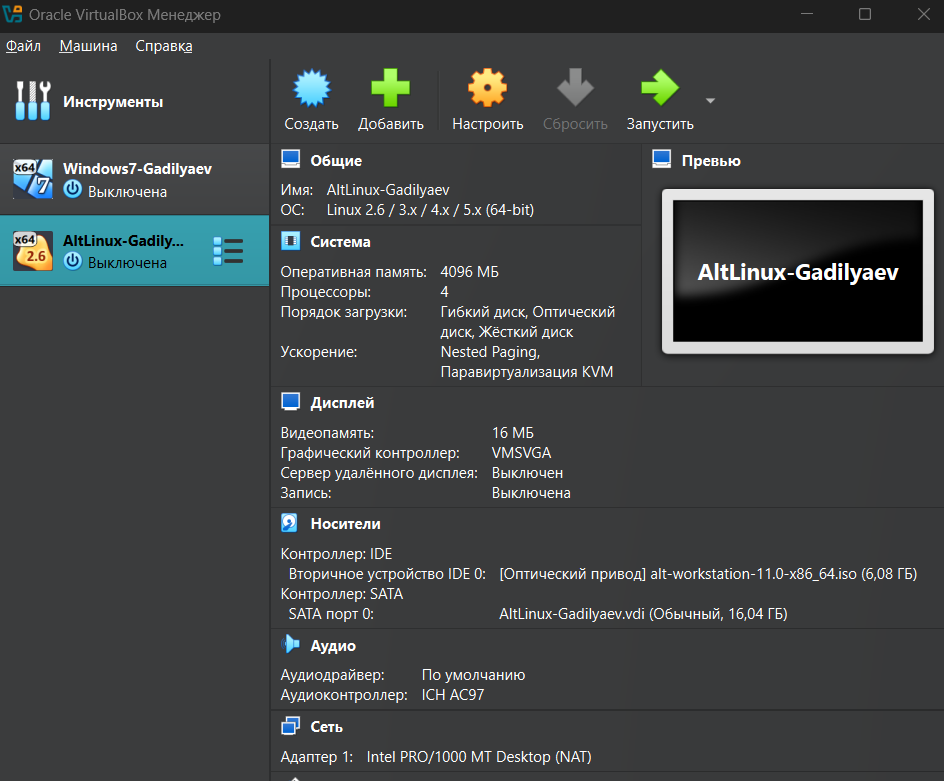 Oracle VirtualBox Менеджер
Файл Машина Справка
Инструменты
Создать Добавить Настроить Сбросить Запустить
x64
7
Windows7-Gadilyaev
Выключена
x64
2.6
AltLinux-Gadily...
Выключена
Общие
Имя: AltLinux-Gadilyaev
ОС: Linux 2.6 / 3.x / 4.x / 5.x (64-bit)
Превью
AltLinux-Gadilyaev
Система
Оперативная память: 4096 МБ
Процессоры: 4
Порядок загрузки: Гибкий диск, Оптический
диск, Жёсткий диск
Ускорение: Nested Paging,
Паравиртуализация KVM
Дисплей
Видеопамять: 16 МБ
Графический контроллер: VMSVGA
Сервер удалённого дисплея: Выключен
Запись: Выключена
Носители
Контроллер: IDE
Вторичное устройство IDE 0: [Оптический привод] alt-workstation-11.0-x86_64.iso (6,08 ГБ)
Контроллер: SATA
SATA порт 0: AltLinux-Gadilyaev.vdi (Обычный, 16,04 ГБ)
Аудио
Аудиодрайвер: По умолчанию
Аудиоконтроллер: ICH AC97
Сеть
Адаптер 1: Intel PRO/1000 MT Desktop (NAT)